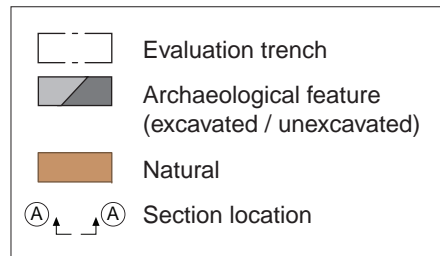 Evaluation trench
Archaeological feature
(excavated / unexcavated)
Natural
A A Section location